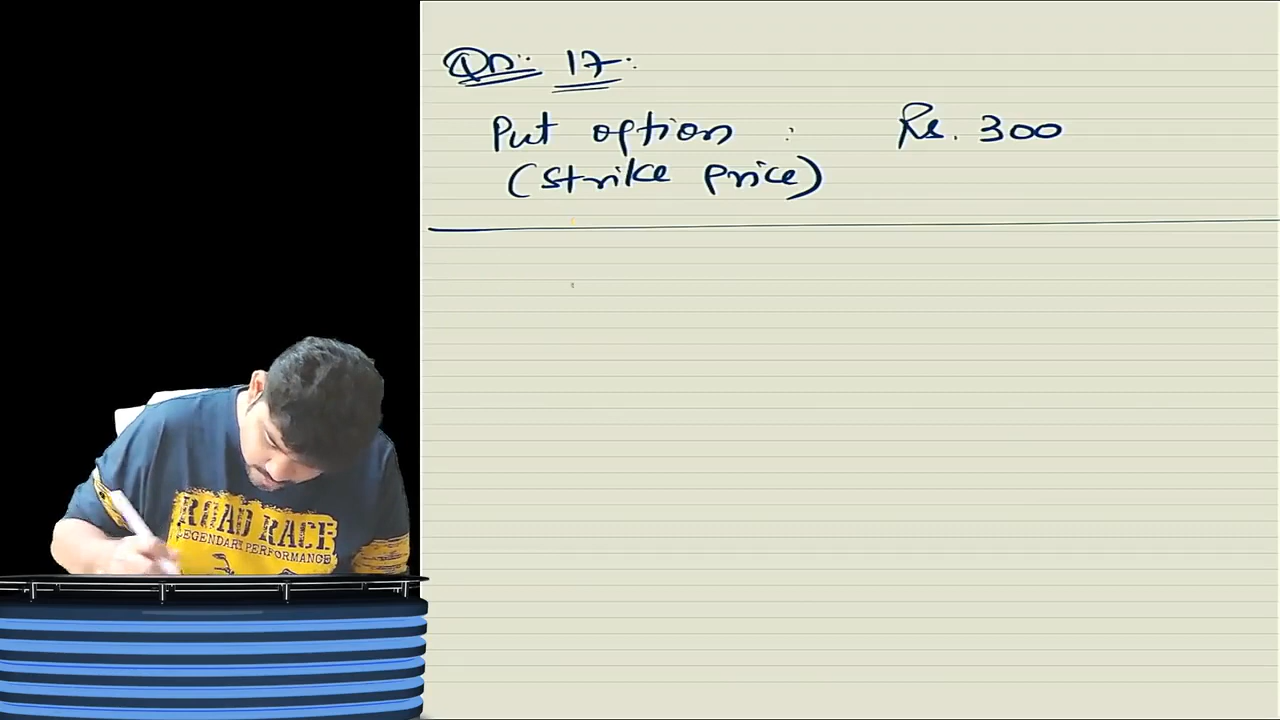 Qn: 17:
Put option : Rs. 300
(strike price)
ROAD RACE
LEGENDARY PERFORMANCE